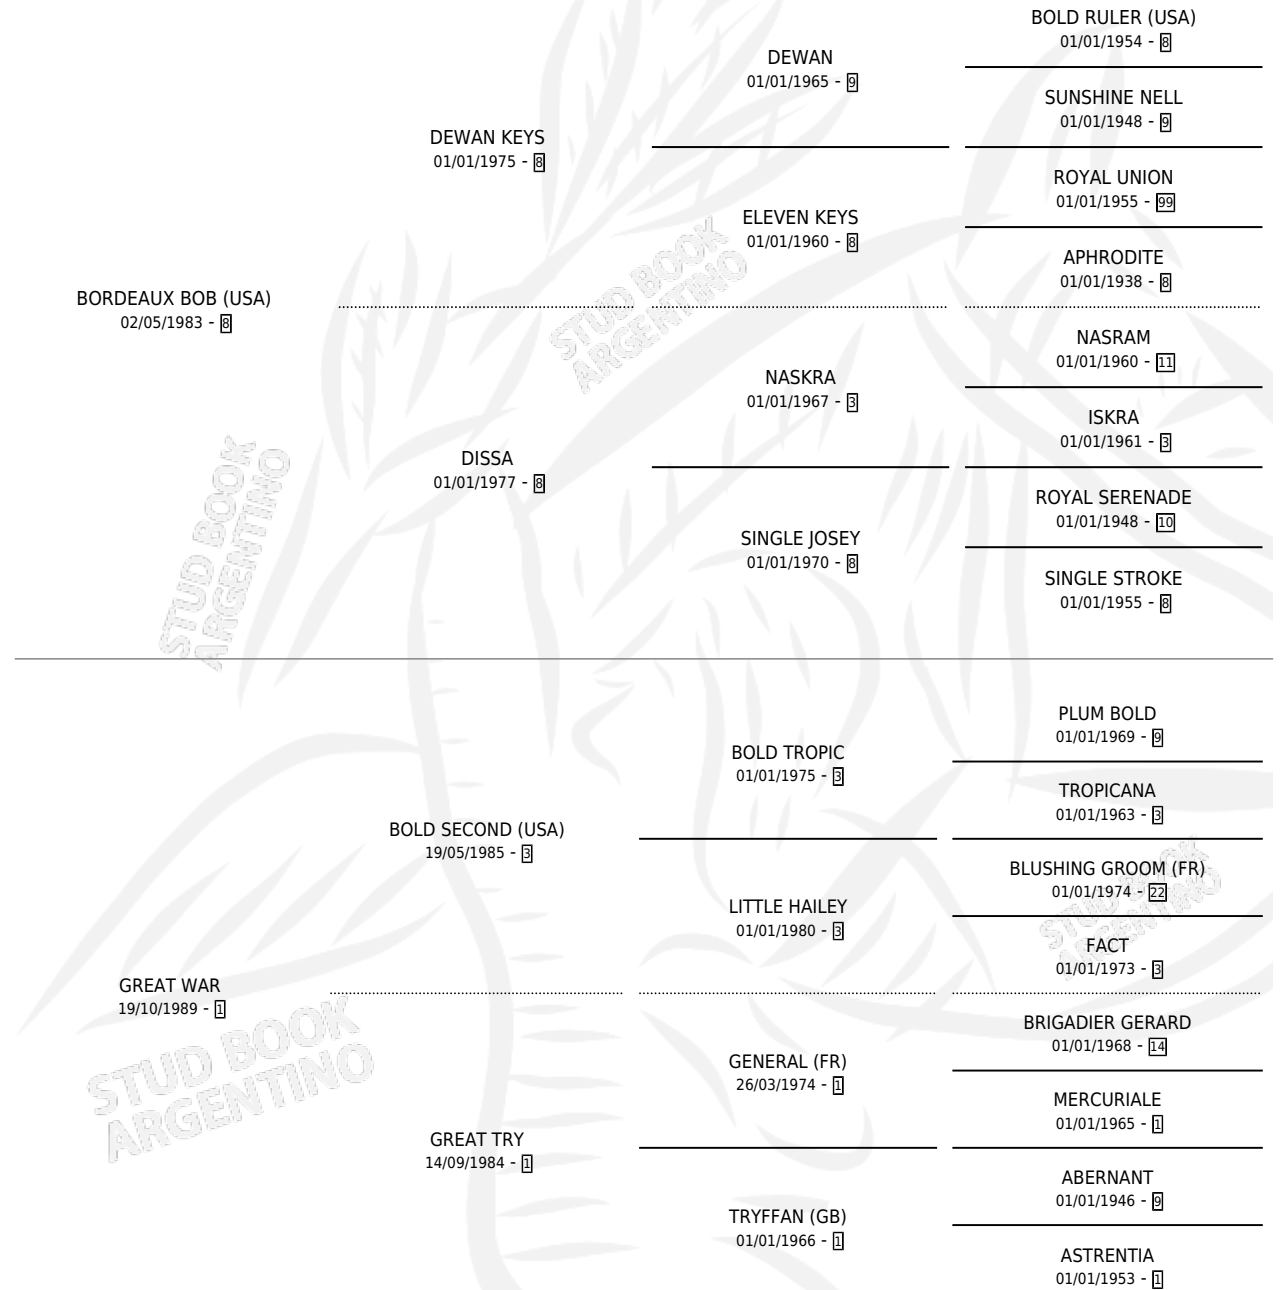 BOLD RULER (USA)
01/01/1954 - 8
DEWAN
01/01/1965 - 9
SUNSHINE NELL
01/01/1948 - 9
DEWAN KEYS
01/01/1975 - 8
ROYAL UNION
01/01/1955 - 99
ELEVEN KEYS
01/01/1960 - 8
APHRODITE
01/01/1938 - 8
BORDEAUX BOB (USA)
02/05/1983 - 8
STUD BOOK
ARGENTINO
NASRAM
01/01/1960 - 11
NASKRA
01/01/1967 - 3
ISKRA
01/01/1961 - 3
DISSA
01/01/1977 - 8
ROYAL SERENADE
01/01/1948 - 10
SINGLE JOSEY
01/01/1970 - 8
SINGLE STROKE
01/01/1955 - 8
STUD BOOK
ARGENTINO
PLUM BOLD
01/01/1969 - 9
BOLD TROPIC
01/01/1975 - 3
TROPICANA
01/01/1963 - 3
BOLD SECOND (USA)
19/05/1985 - 3
BLUSHING GROOM (FR)
01/01/1974 - 22
LITTLE HAILEY
01/01/1980 - 3
STUD BOOK
ARGENTINO
FACT
01/01/1973 - 3
GREAT WAR
19/10/1989 - 1
STUD BOOK
ARGENTINO
BRIGADIER GERARD
01/01/1968 - 14
GENERAL (FR)
26/03/1974 - 1
MERCURIALE
01/01/1965 - 1
GREAT TRY
14/09/1984 - 1
ABERNANT
01/01/1946 - 9
TRYFFAN (GB)
01/01/1966 - 1
ASTRENTIA
01/01/1953 - 1